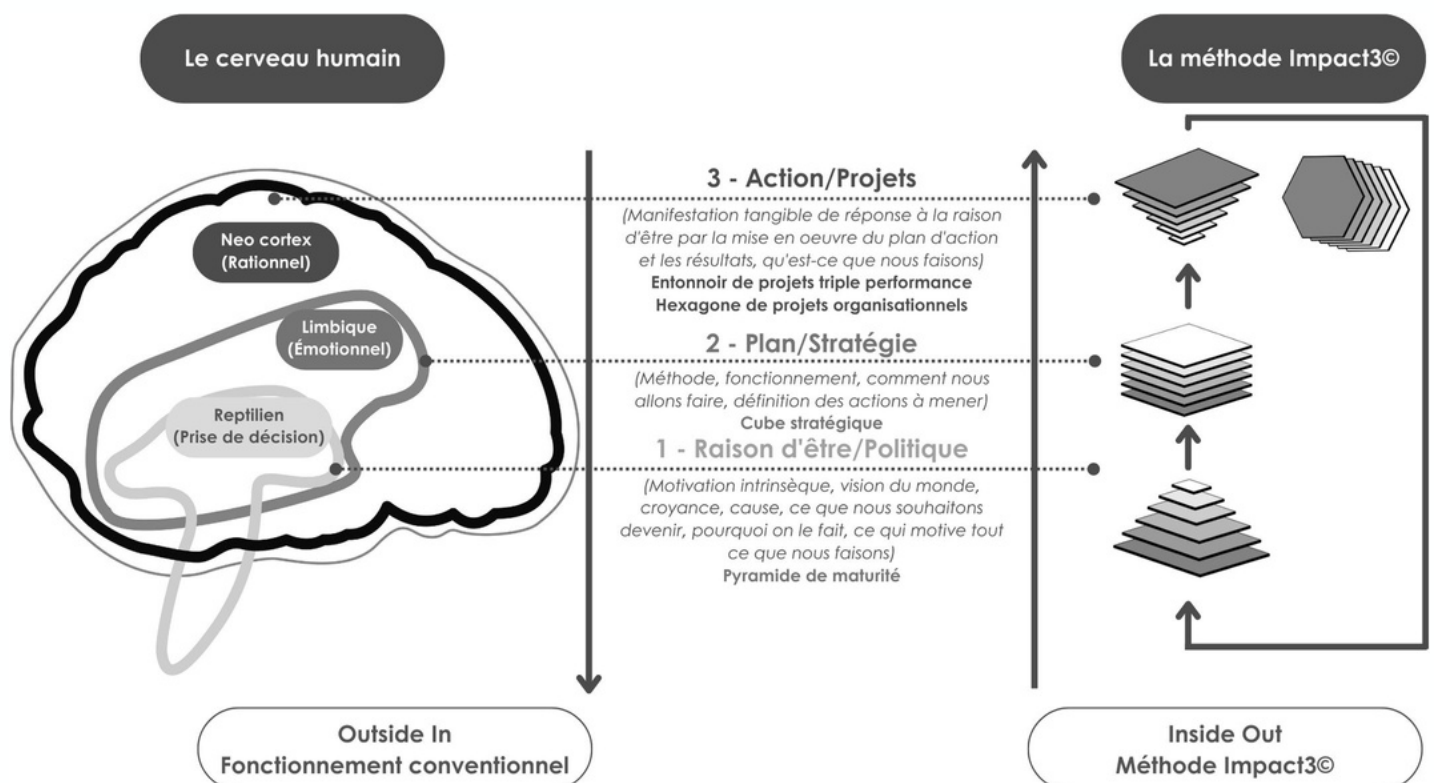 Le cerveau humain
La méthode Impact3©
Neo cortex
(Rationnel)
Limbique
(Émotionnel)
Reptilien
(Prise de décision)
3 - Action/Projets
(Manifestation tangible de réponse à la raison
d'être par la mise en oeuvre du plan d'action
et les résultats, qu'est-ce que nous faisons)
Entonnoir de projets triple performance
Hexagone de projets organisationnels
2 - Plan/Stratégie
(Méthode, fonctionnement, comment nous
allons faire, définition des actions à mener)
Cube stratégique
1 - Raison d'être/Politique
(Motivation intrinsèque, vision du monde,
croyance, cause, ce que nous souhaitons
devenir, pourquoi on le fait, ce qui motive tout
ce que nous faisons)
Pyramide de maturité
Outside In
Fonctionnement conventionnel
Inside Out
Méthode Impact3©